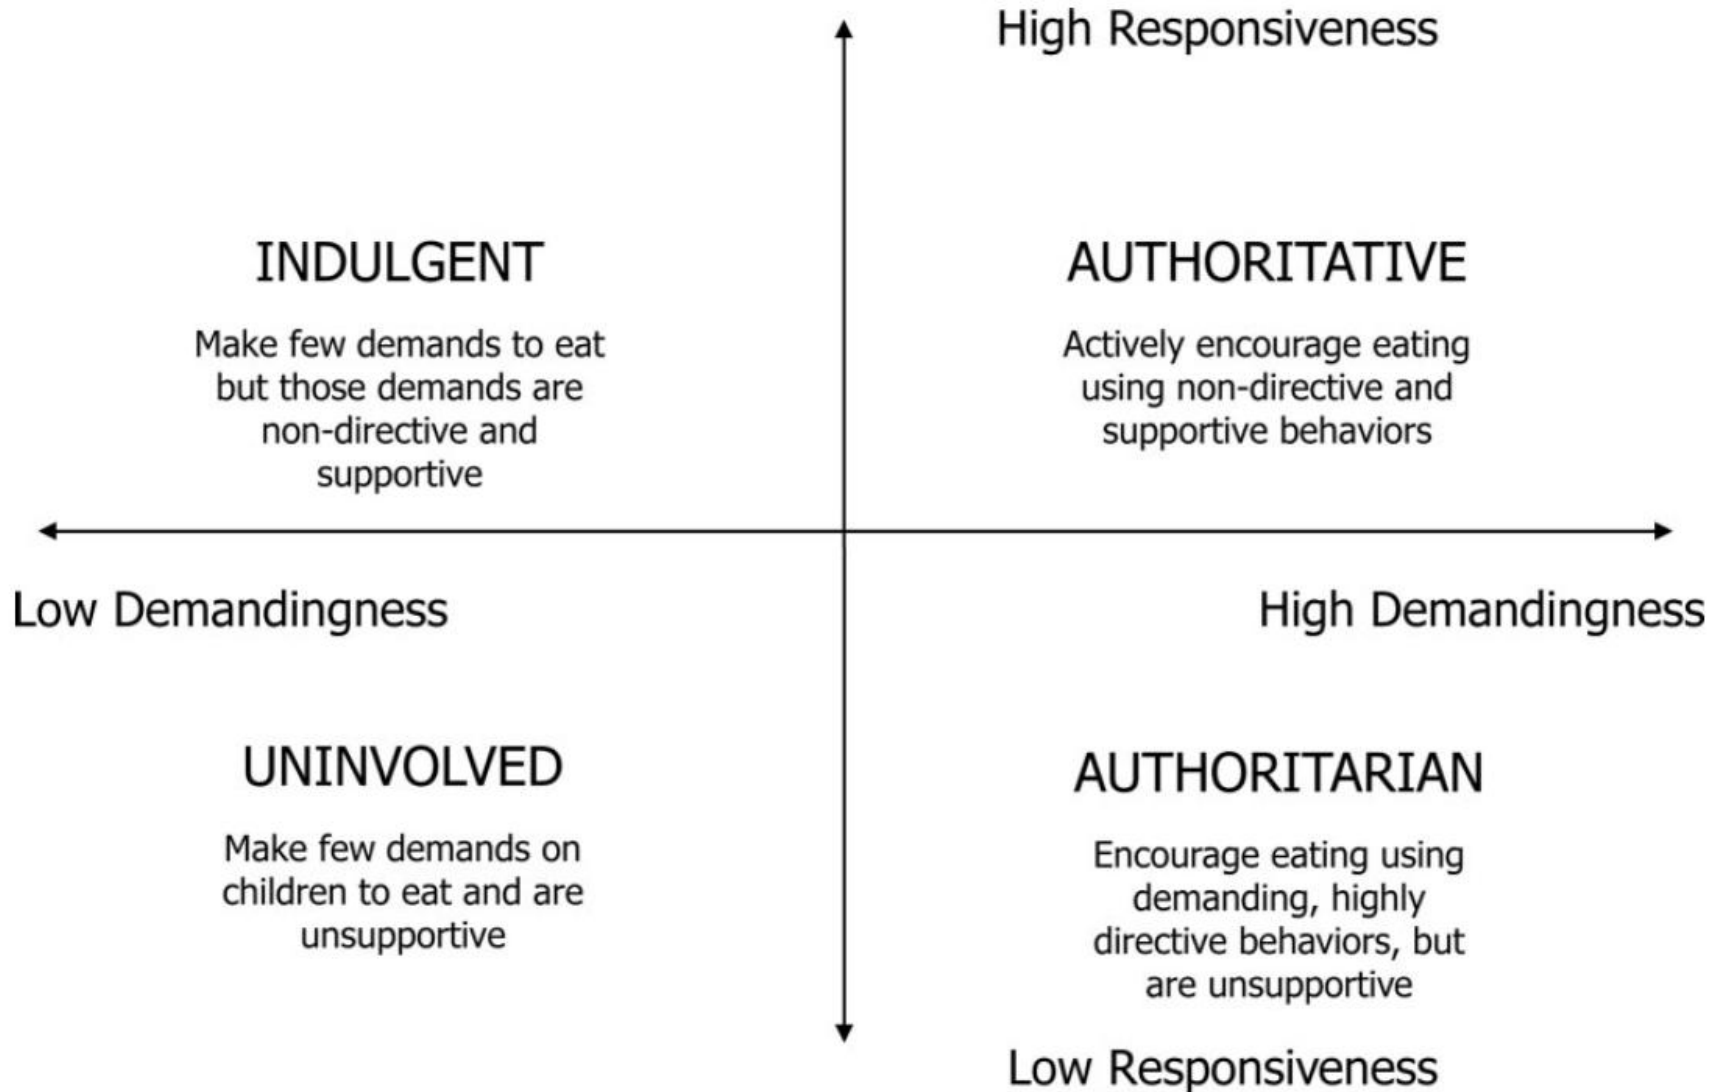 High Responsiveness
INDULGENT
Make few demands to eat
but those demands are
non-directive and
supportive
AUTHORITATIVE
Actively encourage eating
using non-directive and
supportive behaviors
Low Demandingness
High Demandingness
UNINVOLVED
Make few demands on
children to eat and are
unsupportive
AUTHORITARIAN
Encourage eating using
demanding, highly
directive behaviors, but
are unsupportive
Low Responsiveness